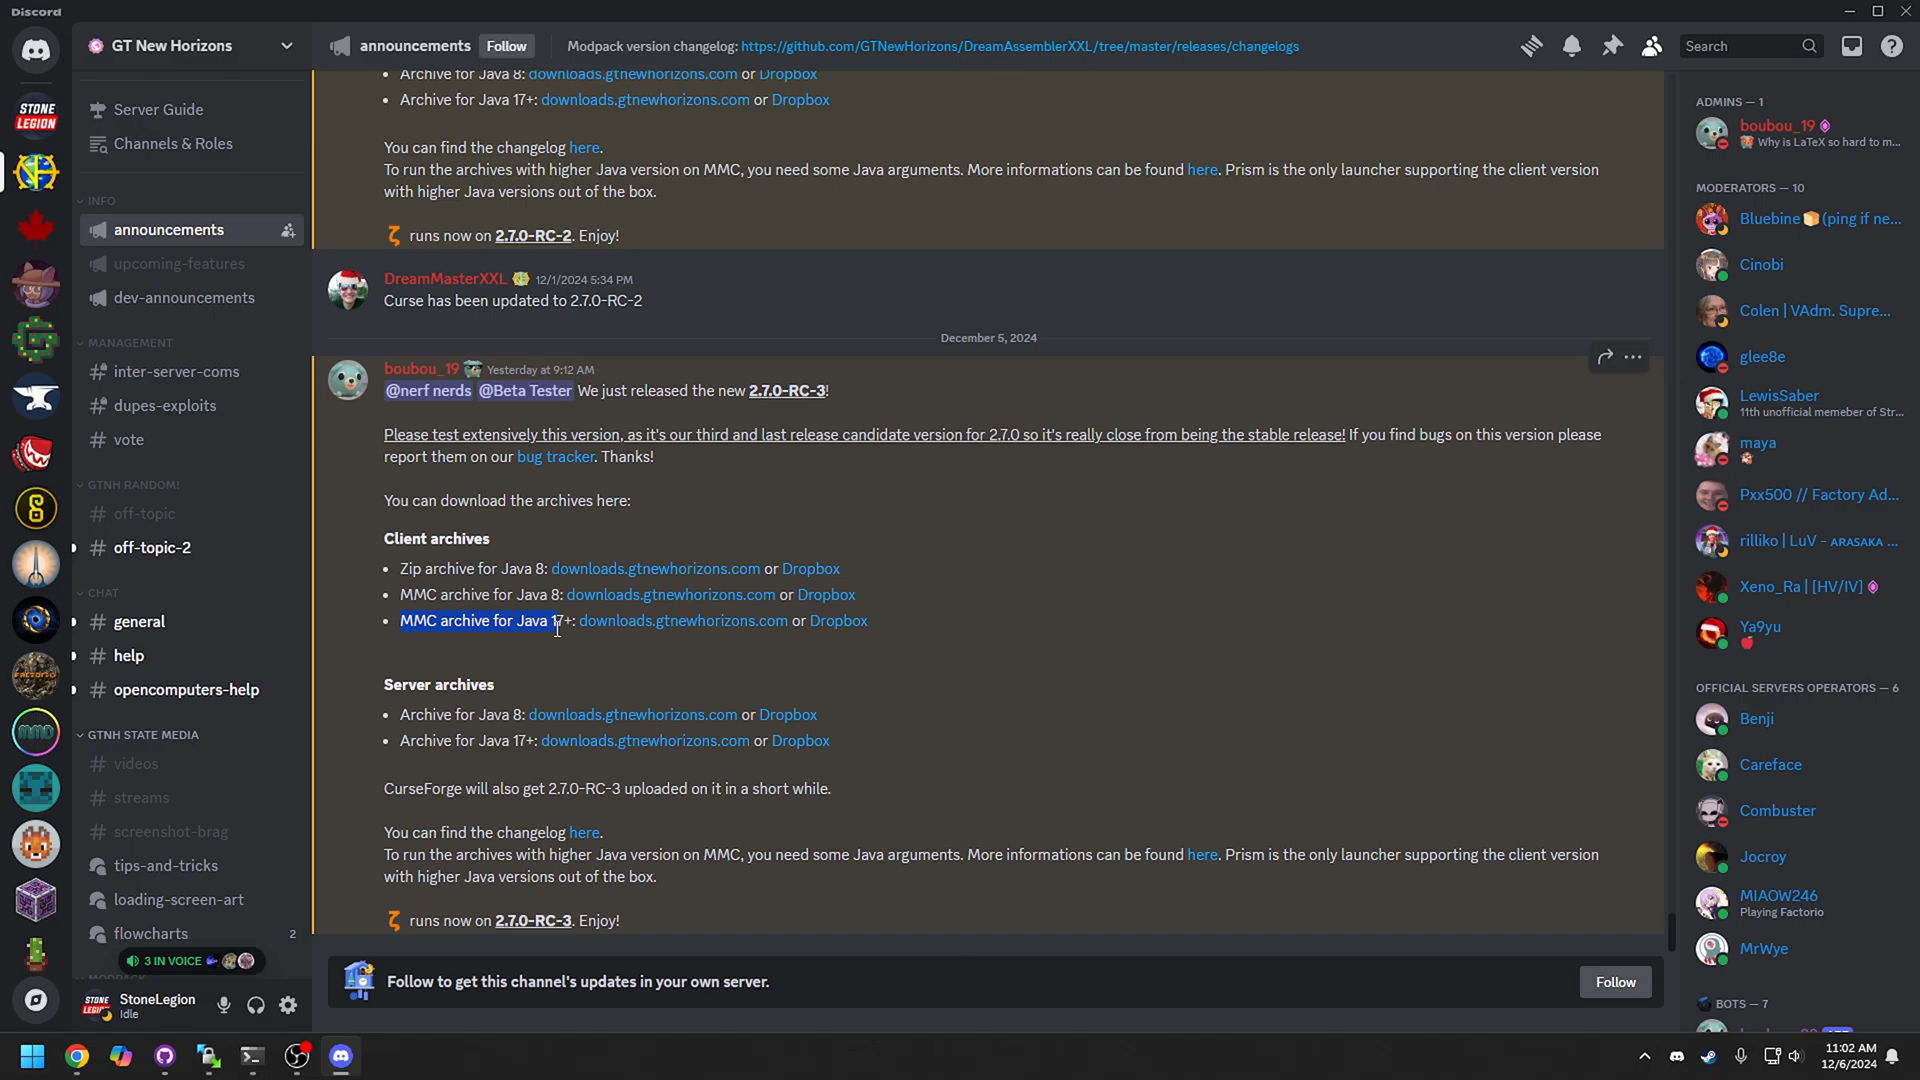 Discord
GT New Horizons
announcements
Follow
Modpack version changelog: https://github.com/GTNewHorizons/DreamAssemblerXXL/tree/master/releases/changelogs
Search
STONE LEGION
Server Guide
Channels & Roles
INFO
announcements
upcoming-features
dev-announcements
MANAGEMENT
inter-server-coms
dupes-exploits
vote
GTNH RANDOM!
off-topic
off-topic-2
CHAT
general
help
opencomputers-help
GTNH STATE MEDIA
videos
streams
screenshot-brag
tips-and-tricks
loading-screen-art
flowcharts
2
3 IN VOICE
StoneLegion
Idle
Archive for Java 8: downloads.gtnewhorizons.com or Dropbox
Archive for Java 17+: downloads.gtnewhorizons.com or Dropbox
You can find the changelog here.
To run the archives with higher Java version on MMC, you need some Java arguments. More informations can be found here. Prism is the only launcher supporting the client version
with higher Java versions out of the box.
runs now on 2.7.0-RC-2. Enjoy!
DreamMasterXXL 12/1/2024 5:34 PM
Curse has been updated to 2.7.0-RC-2
December 5, 2024
boubou_19 Yesterday at 9:12 AM
@nerf nerds @Beta Tester We just released the new 2.7.0-RC-3!
Please test extensively this version, as it's our third and last release candidate version for 2.7.0 so it's really close from being the stable release! If you find bugs on this version please
report them on our bug tracker. Thanks!
You can download the archives here:
Client archives
Zip archive for Java 8: downloads.gtnewhorizons.com or Dropbox
MMC archive for Java 8: downloads.gtnewhorizons.com or Dropbox
MMC archive for Java 17+: downloads.gtnewhorizons.com or Dropbox
Server archives
Archive for Java 8: downloads.gtnewhorizons.com or Dropbox
Archive for Java 17+: downloads.gtnewhorizons.com or Dropbox
CurseForge will also get 2.7.0-RC-3 uploaded on it in a short while.
You can find the changelog here.
To run the archives with higher Java version on MMC, you need some Java arguments. More informations can be found here. Prism is the only launcher supporting the client version
with higher Java versions out of the box.
runs now on 2.7.0-RC-3. Enjoy!
Follow to get this channel's updates in your own server.
Follow
ADMINS — 1
boubou_19
Why is LaTeX so hard to m...
MODERATORS — 10
Bluebine (ping if ne...
Cinobi
Colen | VAdm. Supre...
glee8e
LewisSaber
11th unofficial memeber of Str...
maya
Pxx500 // Factory Ad...
rilliko | LuV - ARASAKA ...
Xeno_Ra | [HV/IV]
Ya9yu
OFFICIAL SERVERS OPERATORS — 6
Benji
Careface
Combuster
Jocroy
MIAOW246
Playing Factorio
MrWye
BOTS — 7
11:02 AM
12/6/2024